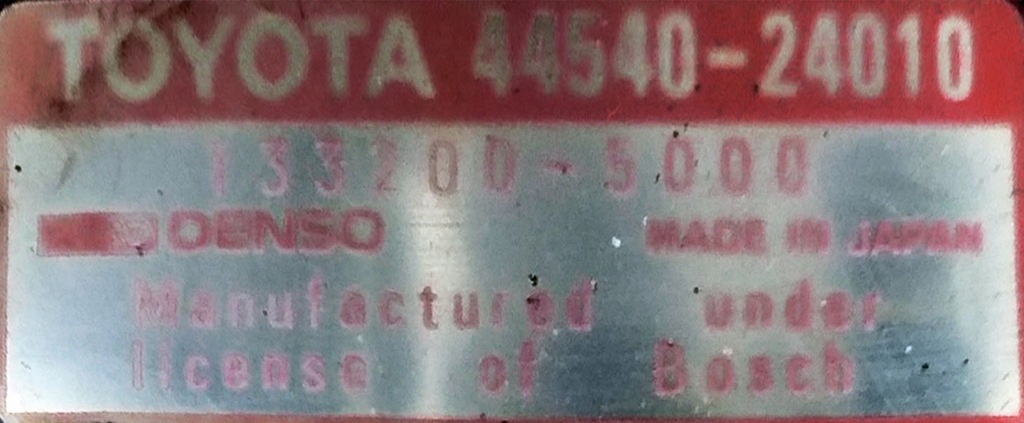 TOYOTA 44540-24010
133200-5000
DENSO MADE IN JAPAN
Manufactured under
license of Bosch